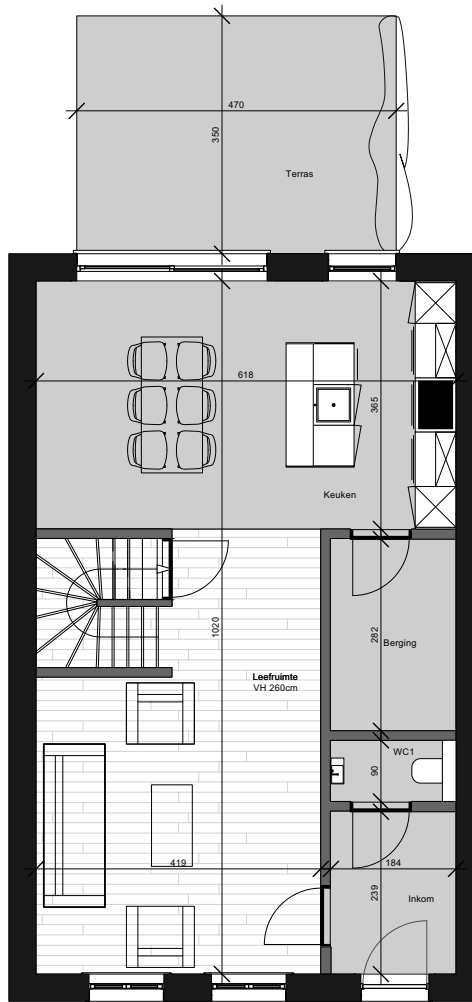 470
350
Terras
618
365
Keuken
1020
282
Berging
Leefruimte
VH 260cm
WC1
90
419
184
239
Inkom